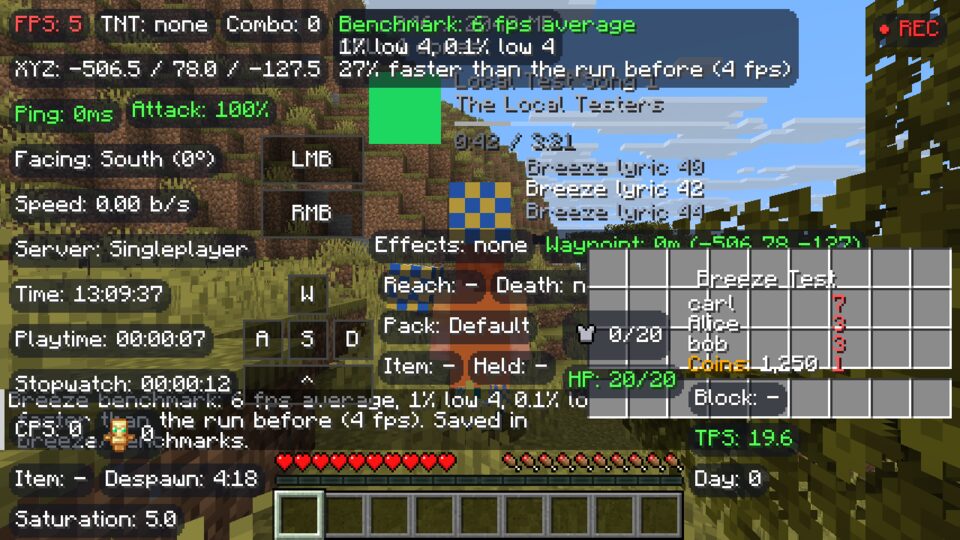 FPS: 5 TNT: none Combo: 0
Benchmark: 6 fps average
1% low 4, 0.1% low 4
27% faster than the run before (4 fps)
REC
XYZ: -506.5 / 78.0 / -127.5
Local Test Song 1
The Local Testers
Ping: 0ms Attack: 100%
0:42 / 3:21
Facing: South (0°) LMB
Breeze lyric 40
Breeze lyric 42
Breeze lyric 44
Speed: 0.00 b/s RMB
Server: Singleplayer
Effects: none Waypoint: 0m (-506 78 -127)
Time: 13:09:37 W
Reach: - Death: n
Breeze Test
carl 7
Alice 3
bob 3
Coins: 1,250 1
Playtime: 00:00:07 A S D
Pack: Default
0/20
Item: - Held: -
Stopwatch: 00:00:12 ^
HP: 20/20
Block: -
Breeze benchmark: 6 fps average, 1% low 4, 0.1% lo
faster than the run before (4 fps). Saved in
CPS: 0 0
TPS: 19.6
Item: - Despawn: 4:18
Day: 0
Saturation: 5.0